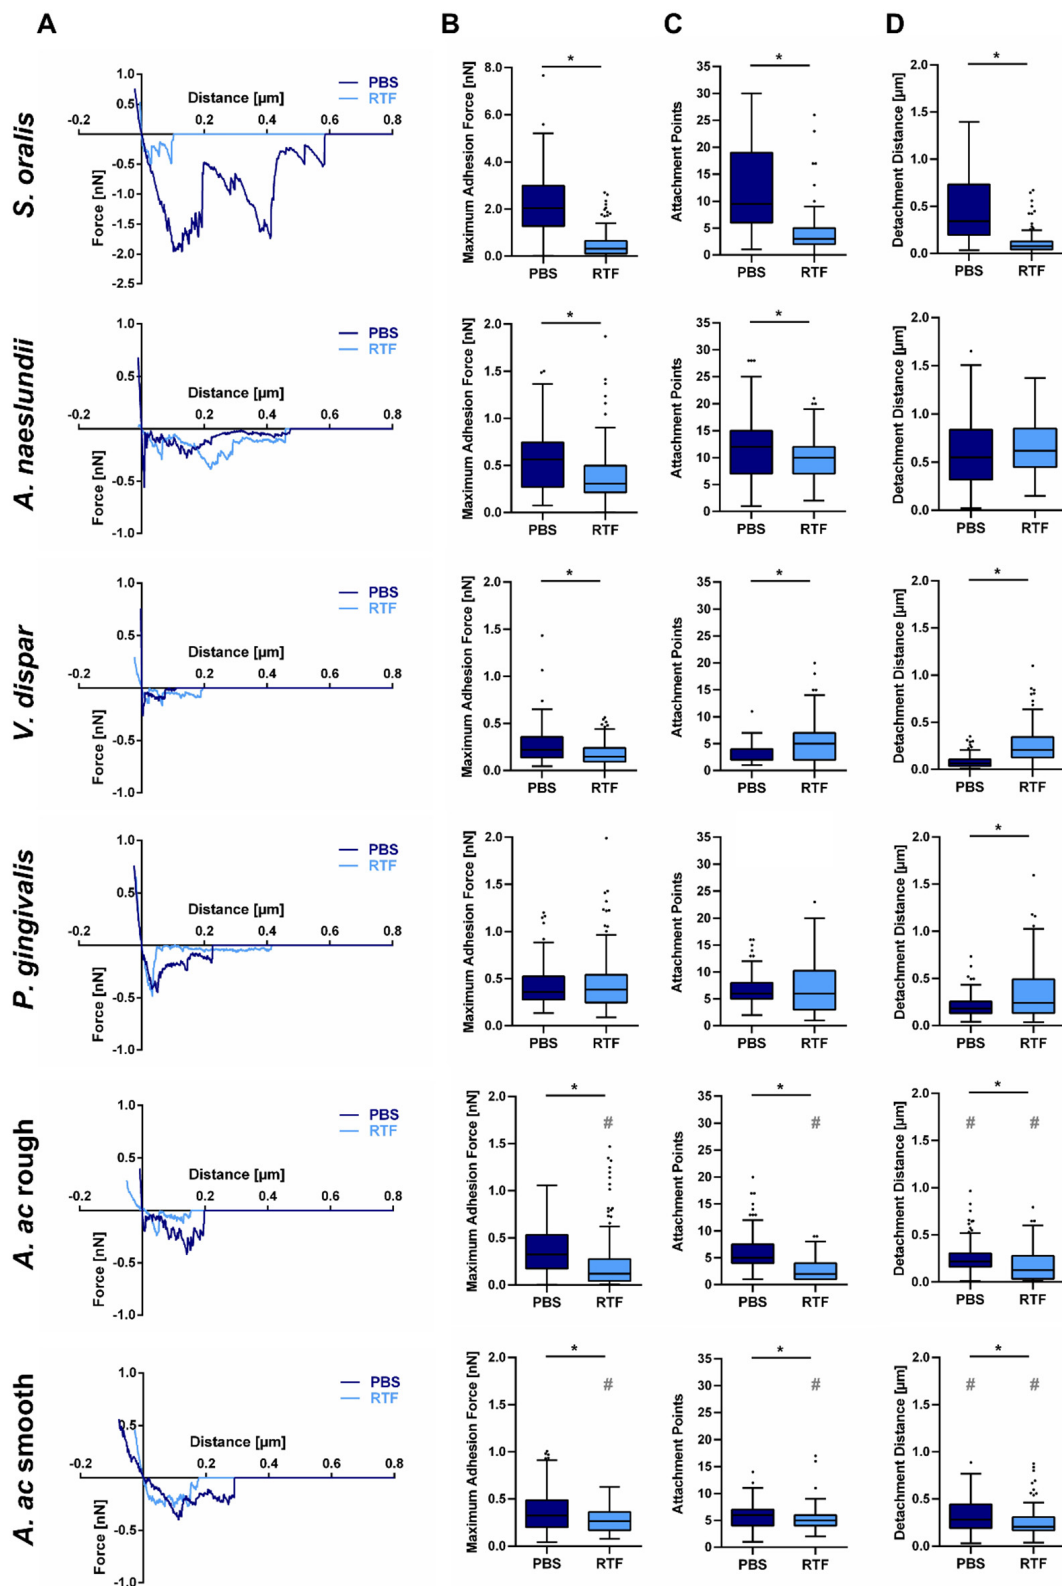 A B C D
S. oralis
1.0
0.5
-0.5
-1.0
-1.5
-2.0
-2.5
Force [nN]
Distance [µm]
-0.2 0.2 0.4 0.6 0.8
PBS
RTF
Maximum Adhesion Force [nN]
8.0
6.0
4.0
2.0
0.0
*
PBS RTF
Attachment Points
35
30
25
20
15
10
5
0
*
PBS RTF
Detachment Distance [µm]
2.0
1.5
1.0
0.5
0.0
*
PBS RTF
A. naeslundii
1.0
0.5
-0.5
-1.0
Force [nN]
Distance [µm]
-0.2 0.2 0.4 0.6 0.8
PBS
RTF
Maximum Adhesion Force [nN]
2.0
1.5
1.0
0.5
0.0
*
PBS RTF
Attachment Points
35
30
25
20
15
10
5
0
*
PBS RTF
Detachment Distance [µm]
2.0
1.5
1.0
0.5
0.0
PBS RTF
V. dispar
1.0
0.5
-0.5
-1.0
Force [nN]
Distance [µm]
-0.2 0.2 0.4 0.6 0.8
PBS
RTF
Maximum Adhesion Force [nN]
2.0
1.5
1.0
0.5
0.0
*
PBS RTF
Attachment Points
35
30
25
20
15
10
5
0
*
PBS RTF
Detachment Distance [µm]
2.0
1.5
1.0
0.5
0.0
*
PBS RTF
P. gingivalis
1.0
0.5
-0.5
-1.0
Force [nN]
Distance [µm]
-0.2 0.2 0.4 0.6 0.8
PBS
RTF
Maximum Adhesion Force [nN]
2.0
1.5
1.0
0.5
0.0
PBS RTF
Attachment Points
35
30
25
20
15
10
5
0
PBS RTF
Detachment Distance [µm]
2.0
1.5
1.0
0.5
0.0
*
PBS RTF
A. ac rough
1.0
0.5
-0.5
-1.0
Force [nN]
Distance [µm]
-0.2 0.2 0.4 0.6 0.8
PBS
RTF
Maximum Adhesion Force [nN]
2.0
1.5
1.0
0.5
0.0
*
#
PBS RTF
Attachment Points
35
30
25
20
15
10
5
0
*
#
PBS RTF
Detachment Distance [µm]
2.0
1.5
1.0
0.5
0.0
*
# #
PBS RTF
A. ac smooth
1.0
0.5
-0.5
-1.0
Force [nN]
Distance [µm]
-0.2 0.2 0.4 0.6 0.8
PBS
RTF
Maximum Adhesion Force [nN]
2.0
1.5
1.0
0.5
0.0
*
#
PBS RTF
Attachment Points
35
30
25
20
15
10
5
0
*
#
PBS RTF
Detachment Distance [µm]
2.0
1.5
1.0
0.5
0.0
*
# #
PBS RTF